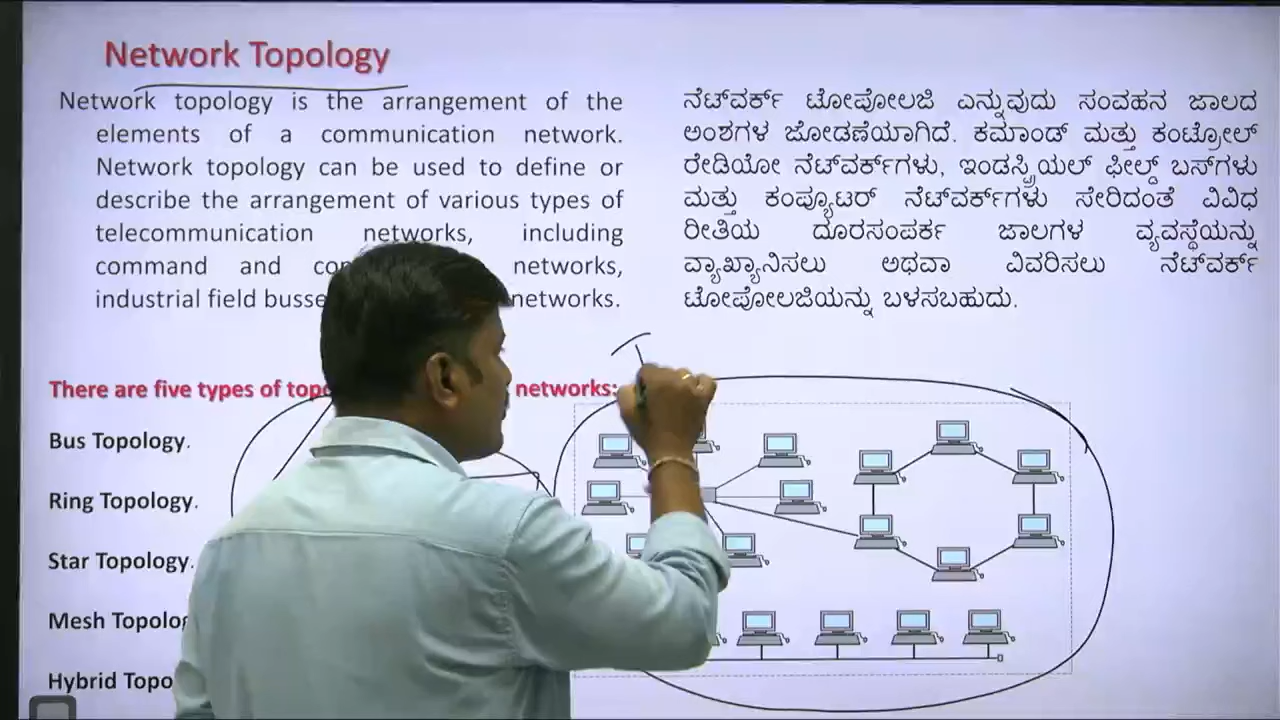 Network Topology
Network topology is the arrangement of the
elements of a communication network.
Network topology can be used to define or
describe the arrangement of various types of
telecommunication networks, including
command and networks,
industrial field networks.
ನೆಟ್‌ವರ್ಕ್ ಟೋಪೋಲಜಿ ಎನ್ನುವುದು ಸಂವಹನ ಜಾಲದ
ಅಂಶಗಳ ಜೋಡಣೆಯಾಗಿದೆ. ಕಮಾಂಡ್ ಮತ್ತು ಕಂಟ್ರೋಲ್
ರೇಡಿಯೋ ನೆಟ್‌ವರ್ಕ್‌ಗಳು, ಇಂಡಸ್ಟ್ರಿಯಲ್ ಫೀಲ್ಡ್ ಬಸ್‌ಗಳು
ಮತ್ತು ಕಂಪ್ಯೂಟರ್ ನೆಟ್‌ವರ್ಕ್‌ಗಳು ಸೇರಿದಂತೆ ವಿವಿಧ
ರೀತಿಯ ದೂರಸಂಪರ್ಕ ಜಾಲಗಳ ವ್ಯವಸ್ಥೆಯನ್ನು
ವ್ಯಾಖ್ಯಾನಿಸಲು ಅಥವಾ ವಿವರಿಸಲು ನೆಟ್‌ವರ್ಕ್
ಟೋಪೋಲಜಿಯನ್ನು ಬಳಸಬಹುದು.
There are five types of networks:
Bus Topology.
Ring Topology.
Star Topology.
Mesh
Hybrid